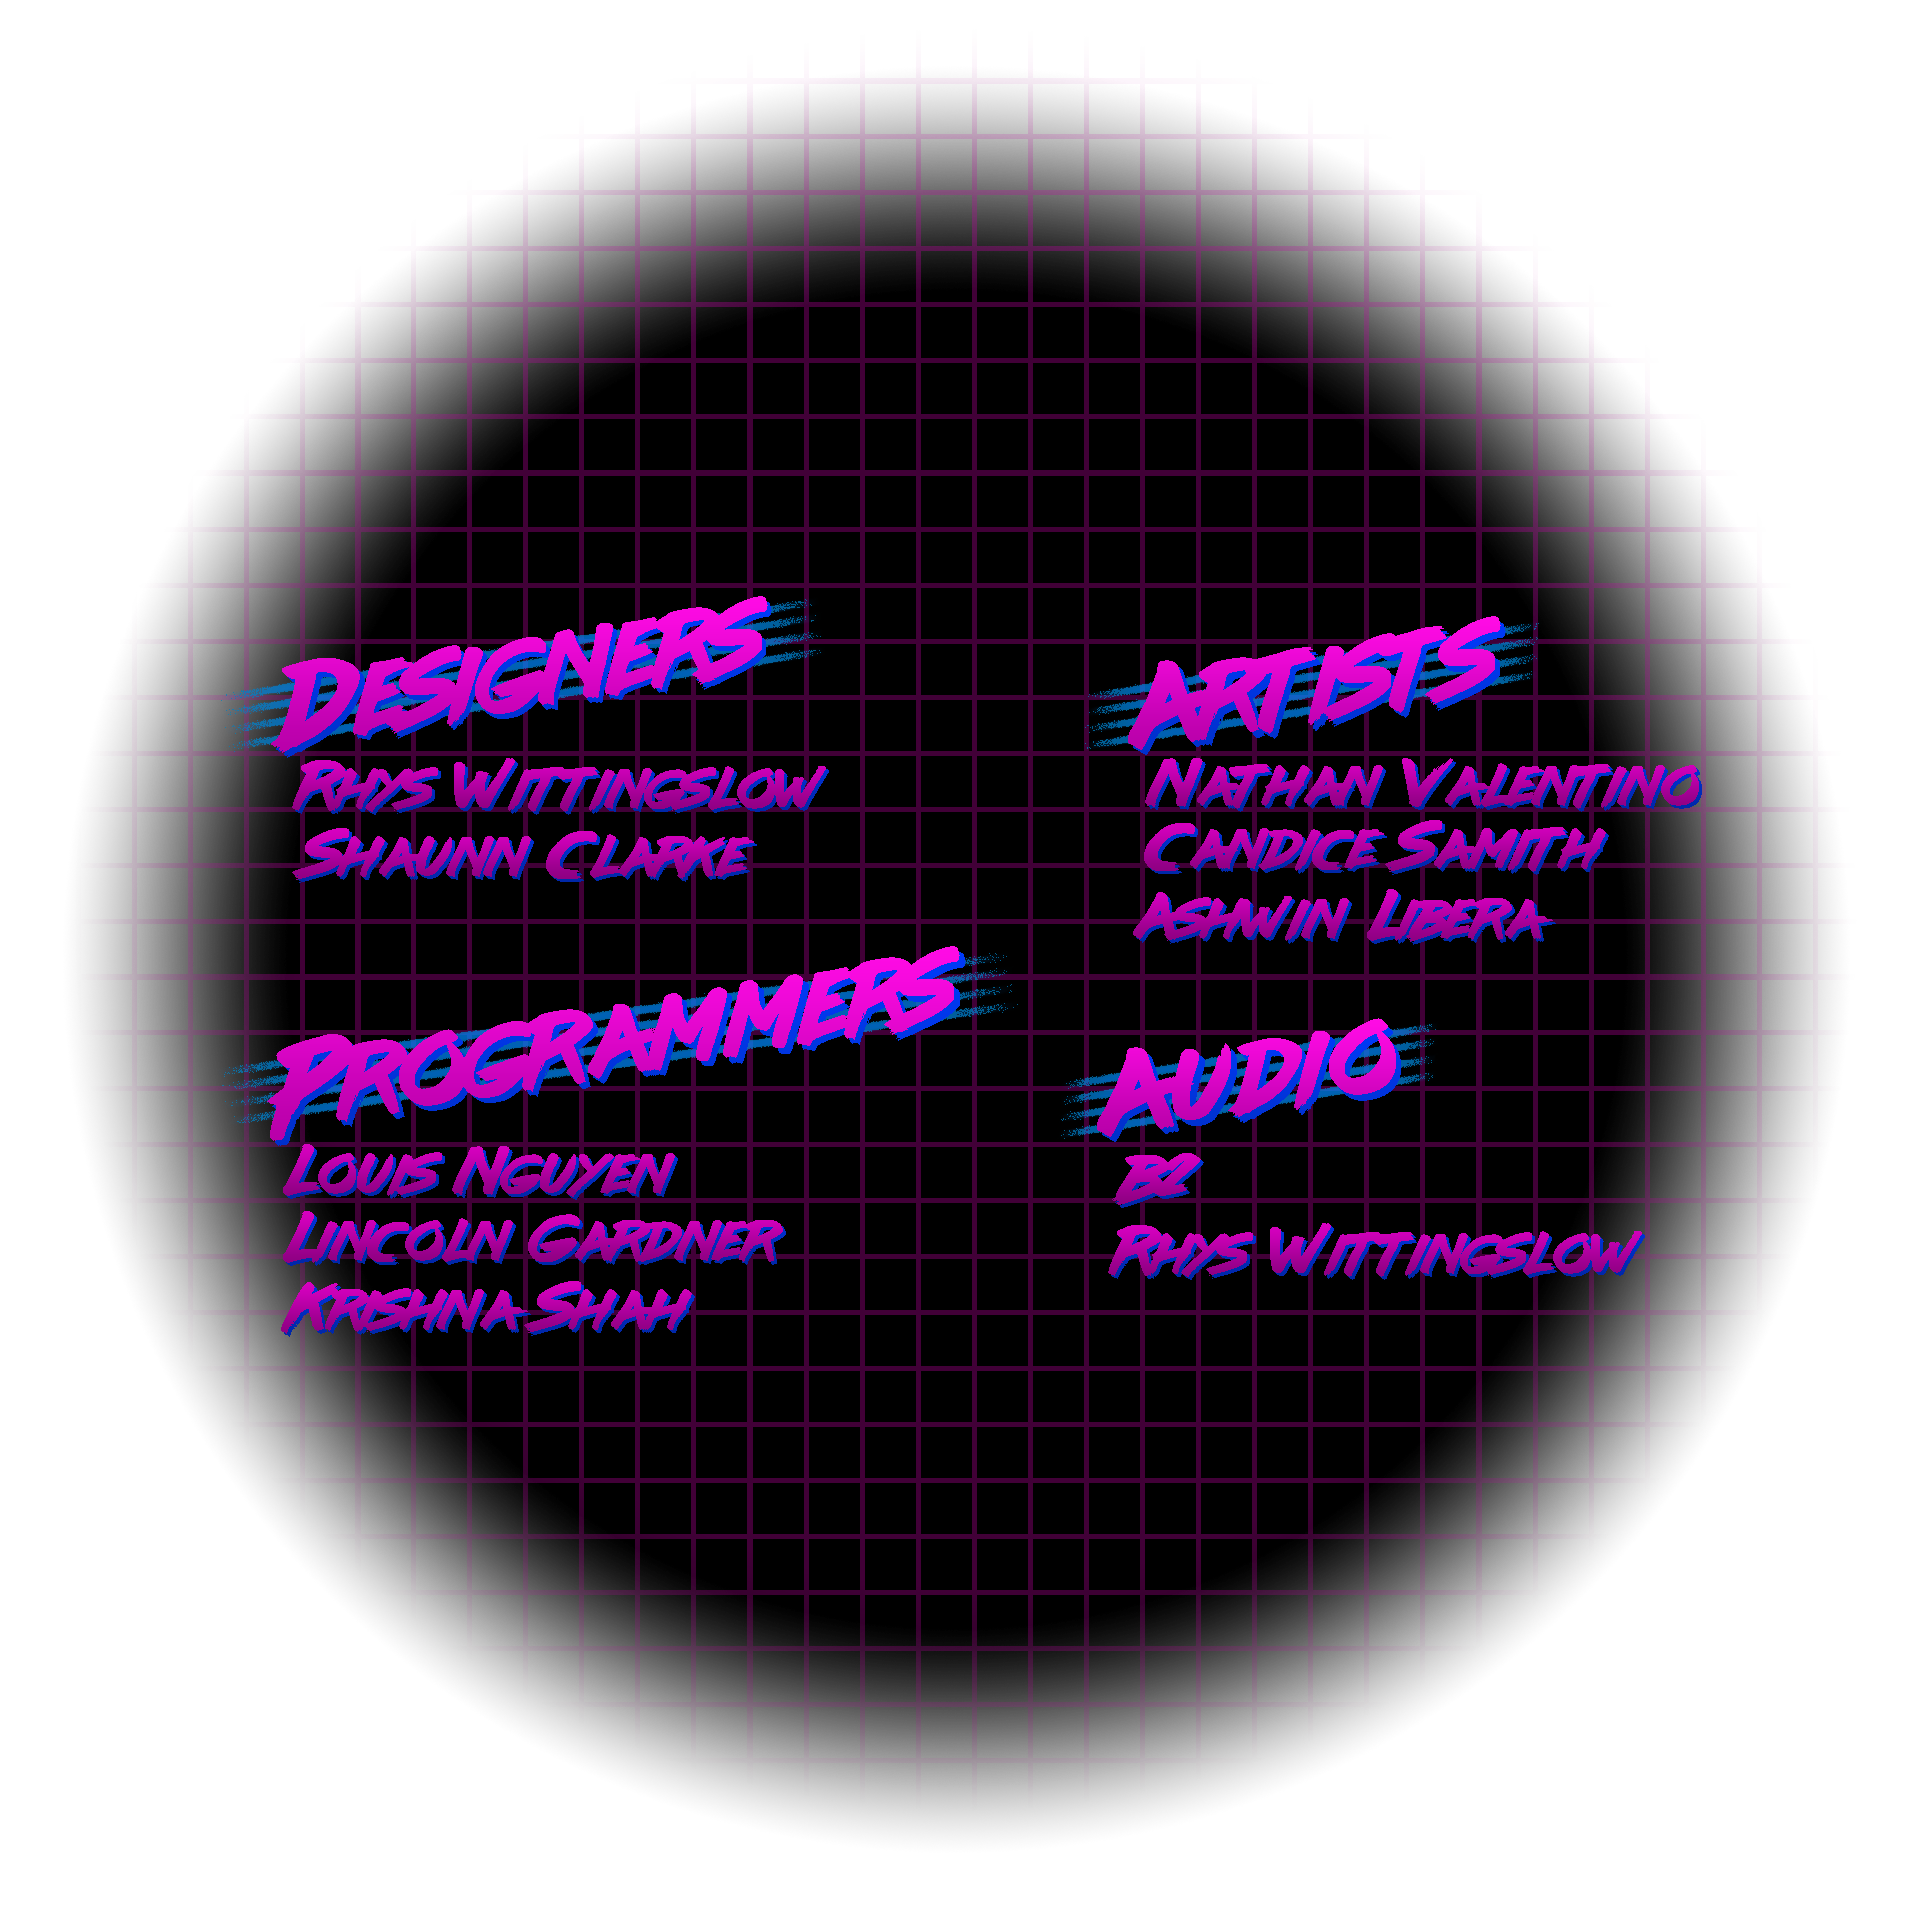 Designers
Rhys Wittingslow
Shaunn Clarke
Programmers
Louis Nguyen
Lincoln Gardner
Krishna Shah
Artists
Nathan Valentino
Candice Samith
Ashwin Libera
Audio
BZ
Rhys Wittingslow